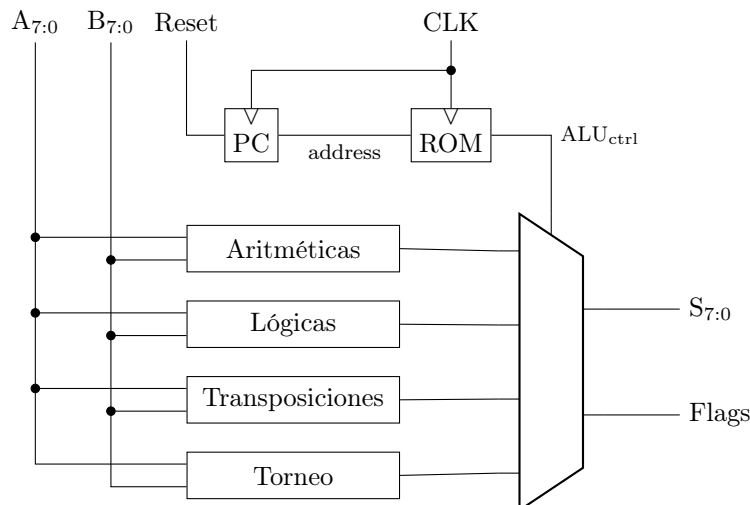 A7:0 B7:0 Reset CLK
PC address ROM ALUctrl
Aritméticas
Lógicas
S7:0
Transposiciones
Flags
Torneo